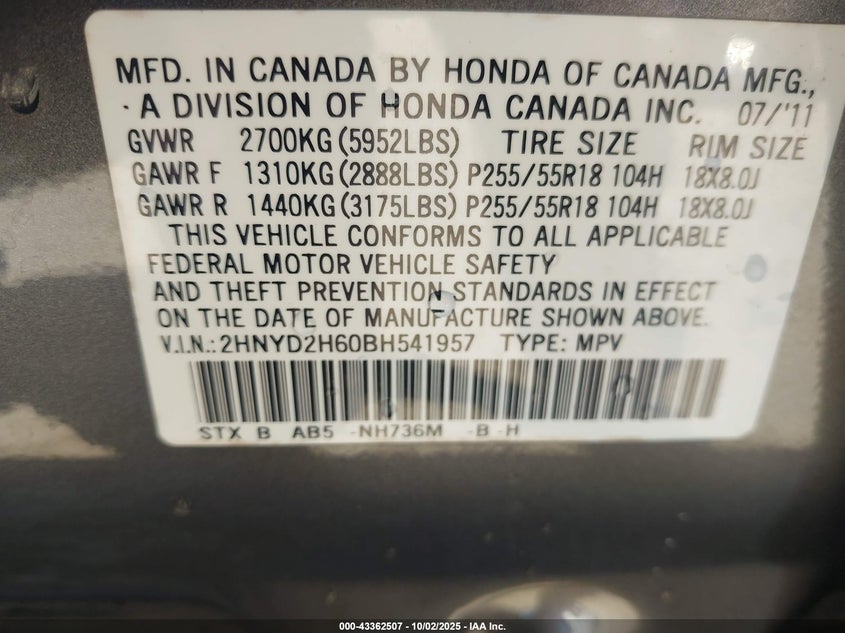 MFD. IN CANADA BY HONDA OF CANADA MFG.,
A DIVISION OF HONDA CANADA INC. 07/'11
GVWR 2700KG (5952LBS) TIRE SIZE RIM SIZE
GAWR F 1310KG (2888LBS) P255/55R18 104H 18X8.0J
GAWR R 1440KG (3175LBS) P255/55R18 104H 18X8.0J
THIS VEHICLE CONFORMS TO ALL APPLICABLE
FEDERAL MOTOR VEHICLE SAFETY
AND THEFT PREVENTION STANDARDS IN EFFECT
ON THE DATE OF MANUFACTURE SHOWN ABOVE.
V.I.N.: 2HNYD2H60BH541957 TYPE: MPV
STX B AB5 -NH736M -B -H
000-43362507 - 10/02/2025 - IAA Inc.